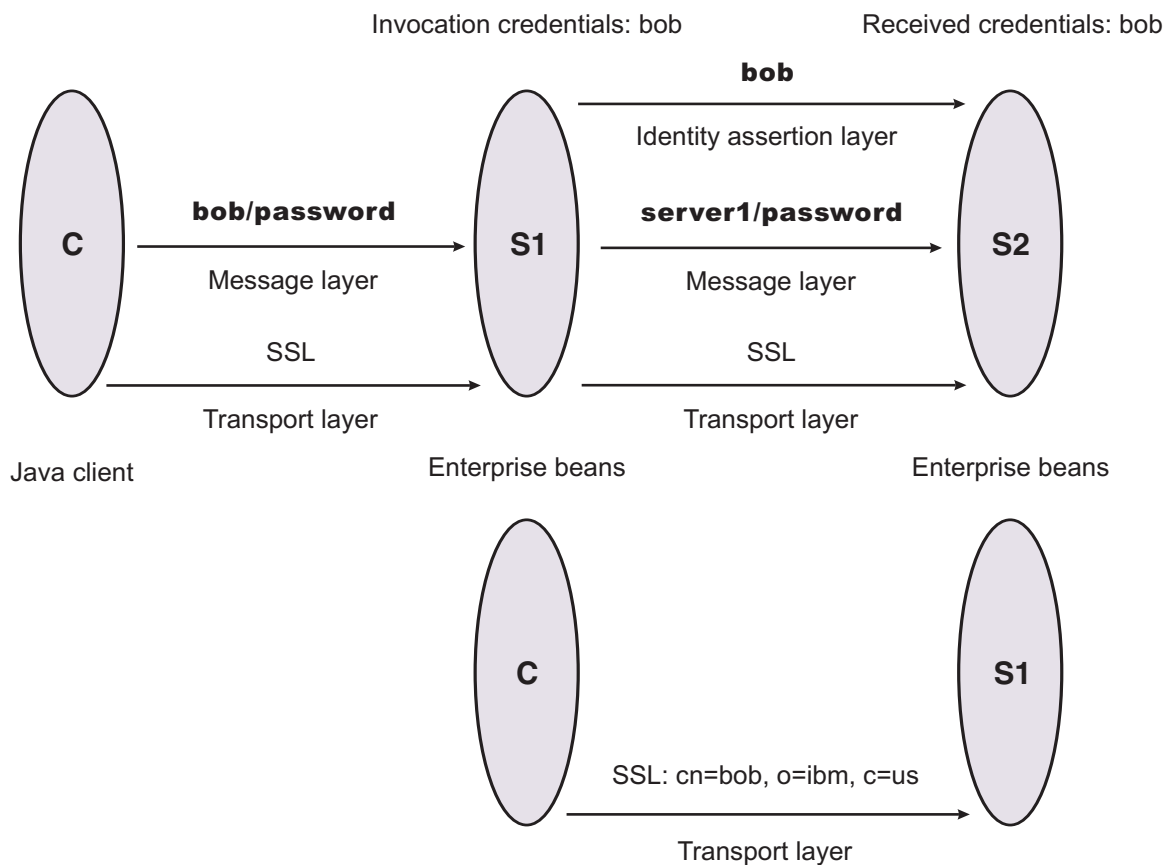 Invocation credentials: bob
Received credentials: bob
bob
Identity assertion layer
bob/password
server1/password
C
S1
S2
Message layer
Message layer
SSL
SSL
Transport layer
Transport layer
Java client
Enterprise beans
Enterprise beans
C
S1
SSL: cn=bob, o=ibm, c=us
Transport layer